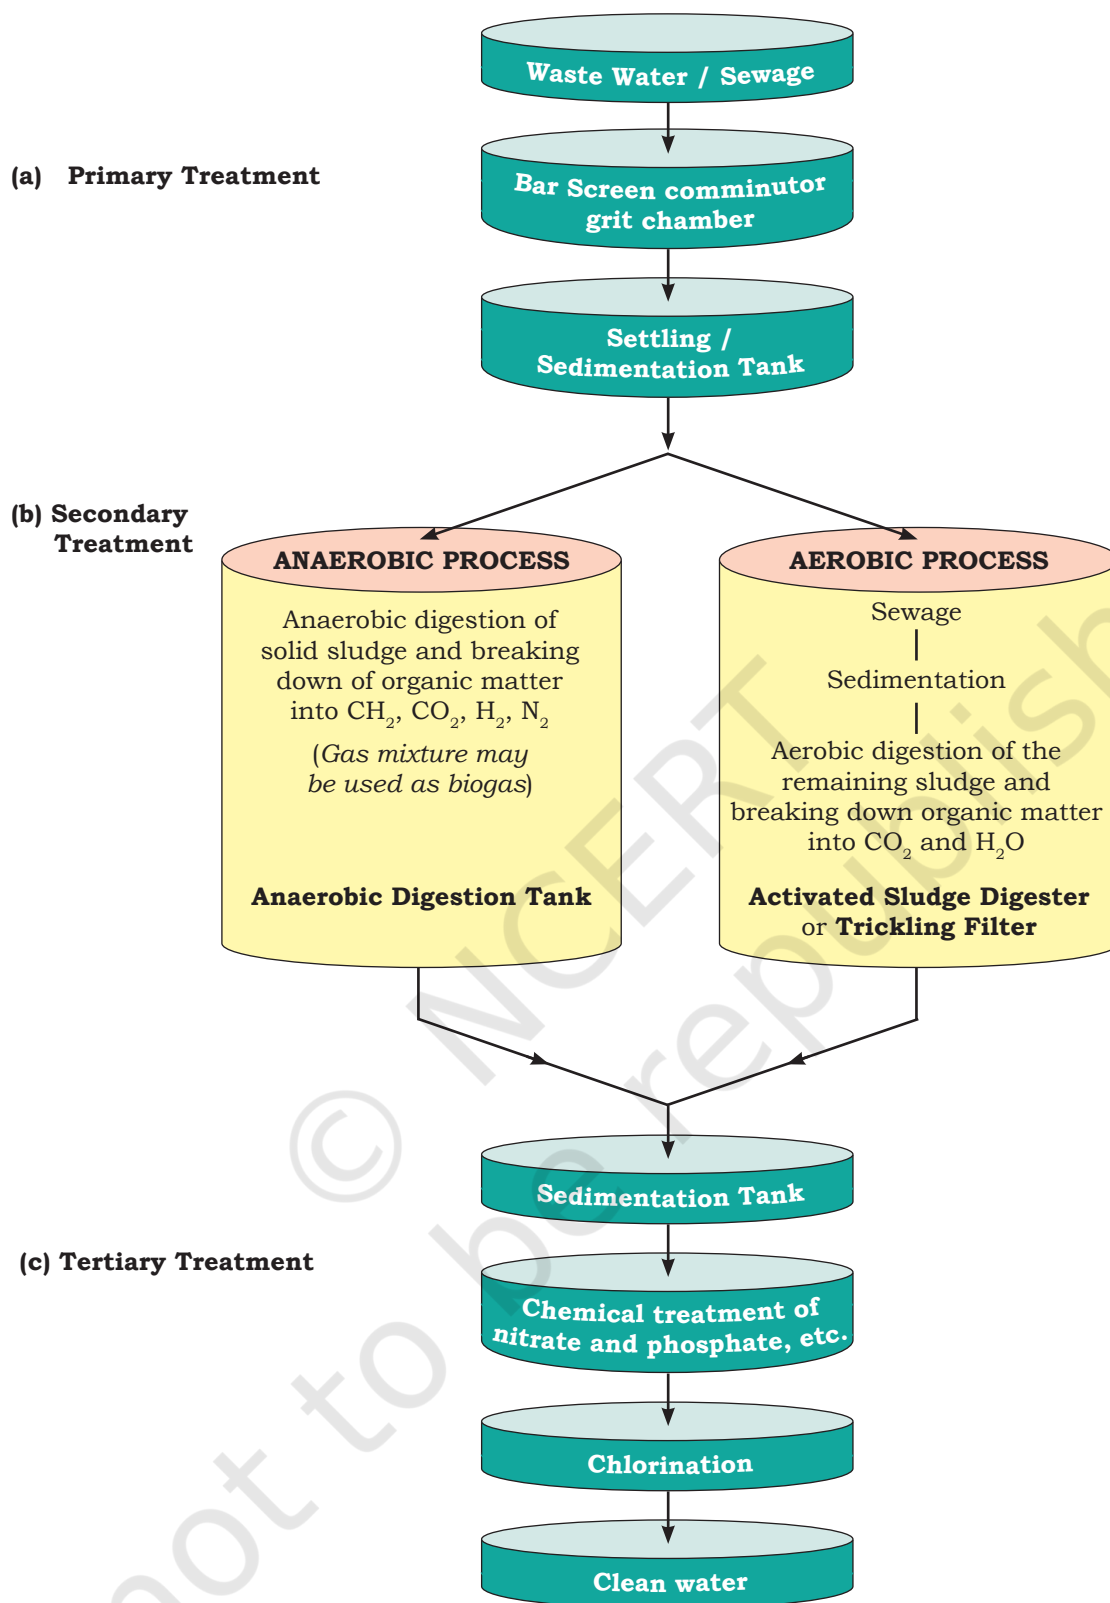 Waste Water / Sewage
(a) Primary Treatment
Bar Screen comminutor
grit chamber
Settling /
Sedimentation Tank
(b) Secondary
Treatment
ANAEROBIC PROCESS
Anaerobic digestion of
solid sludge and breaking
down of organic matter
into CH₂, CO₂, H₂, N₂
(Gas mixture may
be used as biogas)
Anaerobic Digestion Tank
AEROBIC PROCESS
Sewage
Sedimentation
Aerobic digestion of the
remaining sludge and
breaking down organic matter
into CO₂ and H₂O
Activated Sludge Digester
or Trickling Filter
Sedimentation Tank
(c) Tertiary Treatment
Chemical treatment of
nitrate and phosphate, etc.
Chlorination
Clean water
© NCERT
not to be republish